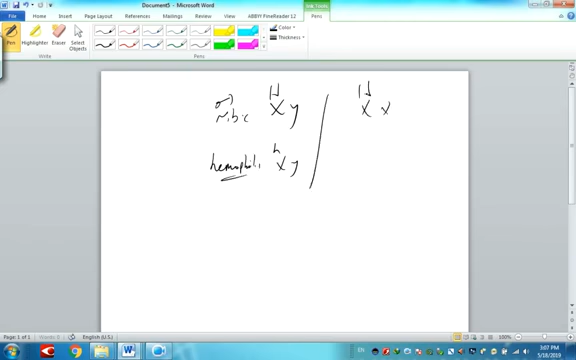 Document5 - Microsoft Word
Ink Tools
File Home Insert Page Layout References Mailings Review View ABBYY FineReader 12 Pens
Pen Highlighter Eraser Select Objects
Color
Thickness
Write Pens
H H
X y X x
hemophili h X y
Page: 1 of 1 Words: 0 English (U.S.) 100%
EN 3:07 PM
5/18/2019